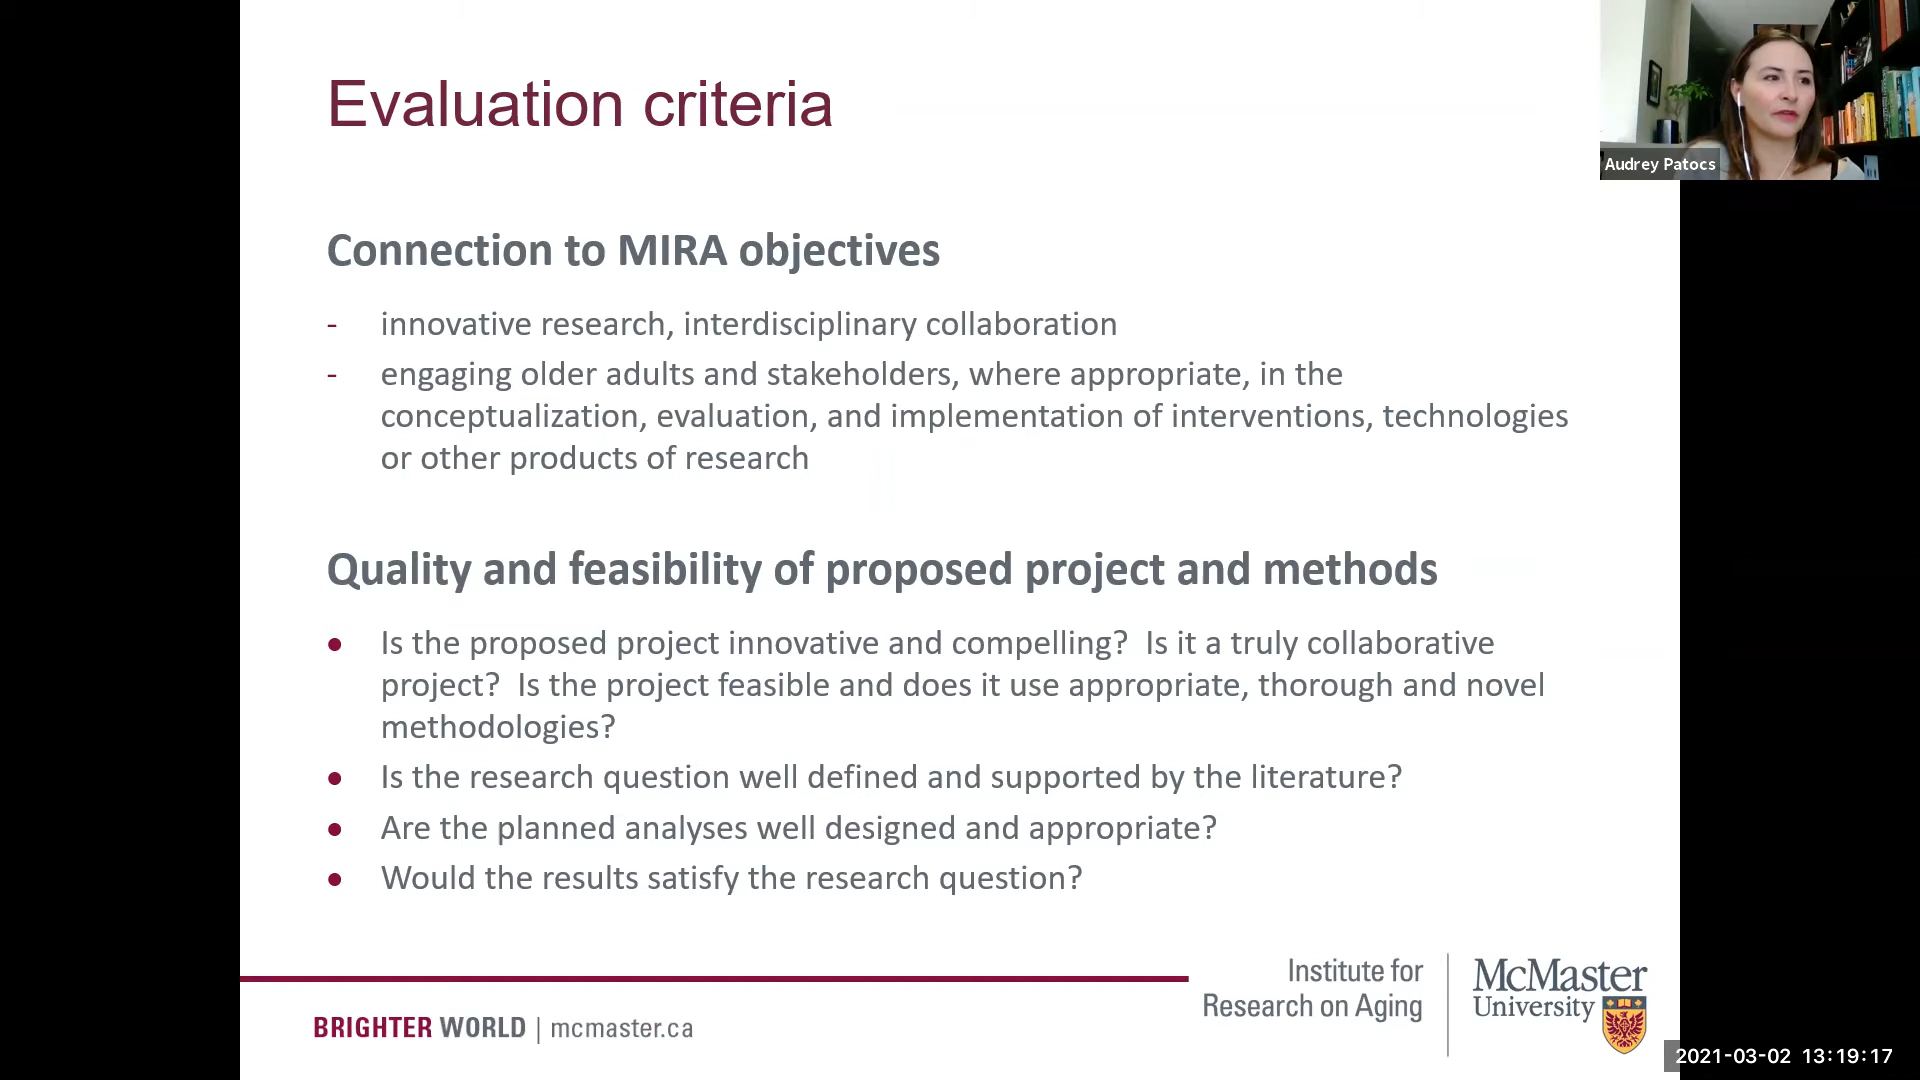 Evaluation criteria
Audrey Patocs
Connection to MIRA objectives
- innovative research, interdisciplinary collaboration
- engaging older adults and stakeholders, where appropriate, in the
conceptualization, evaluation, and implementation of interventions, technologies
or other products of research
Quality and feasibility of proposed project and methods
• Is the proposed project innovative and compelling?  Is it a truly collaborative
project?  Is the project feasible and does it use appropriate, thorough and novel
methodologies?
• Is the research question well defined and supported by the literature?
• Are the planned analyses well designed and appropriate?
• Would the results satisfy the research question?
Institute for
Research on Aging
McMaster
University
BRIGHTER WORLD | mcmaster.ca
2021-03-02 13:19:17